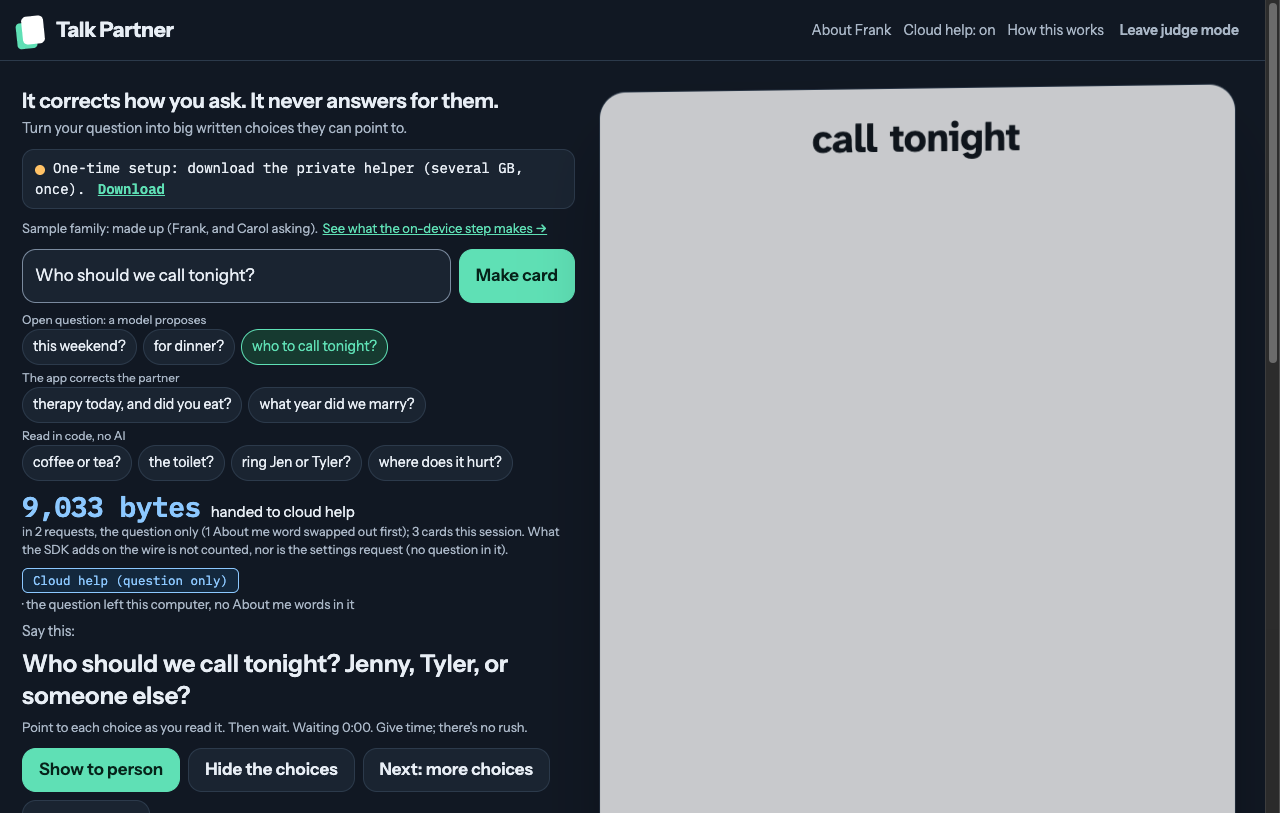 Talk Partner
About Frank Cloud help: on How this works Leave judge mode
It corrects how you ask. It never answers for them.
Turn your question into big written choices they can point to.
One-time setup: download the private helper (several GB,
once). Download
Sample family: made up (Frank, and Carol asking). See what the on-device step makes →
Who should we call tonight?
Make card
Open question: a model proposes
this weekend? for dinner? who to call tonight?
The app corrects the partner
therapy today, and did you eat? what year did we marry?
Read in code, no AI
coffee or tea? the toilet? ring Jen or Tyler? where does it hurt?
9,033 bytes handed to cloud help
in 2 requests, the question only (1 About me word swapped out first); 3 cards this session. What
the SDK adds on the wire is not counted, nor is the settings request (no question in it).
Cloud help (question only)
· the question left this computer, no About me words in it
Say this:
Who should we call tonight? Jenny, Tyler, or
someone else?
Point to each choice as you read it. Then wait. Waiting 0:00. Give time; there's no rush.
Show to person Hide the choices Next: more choices
call tonight